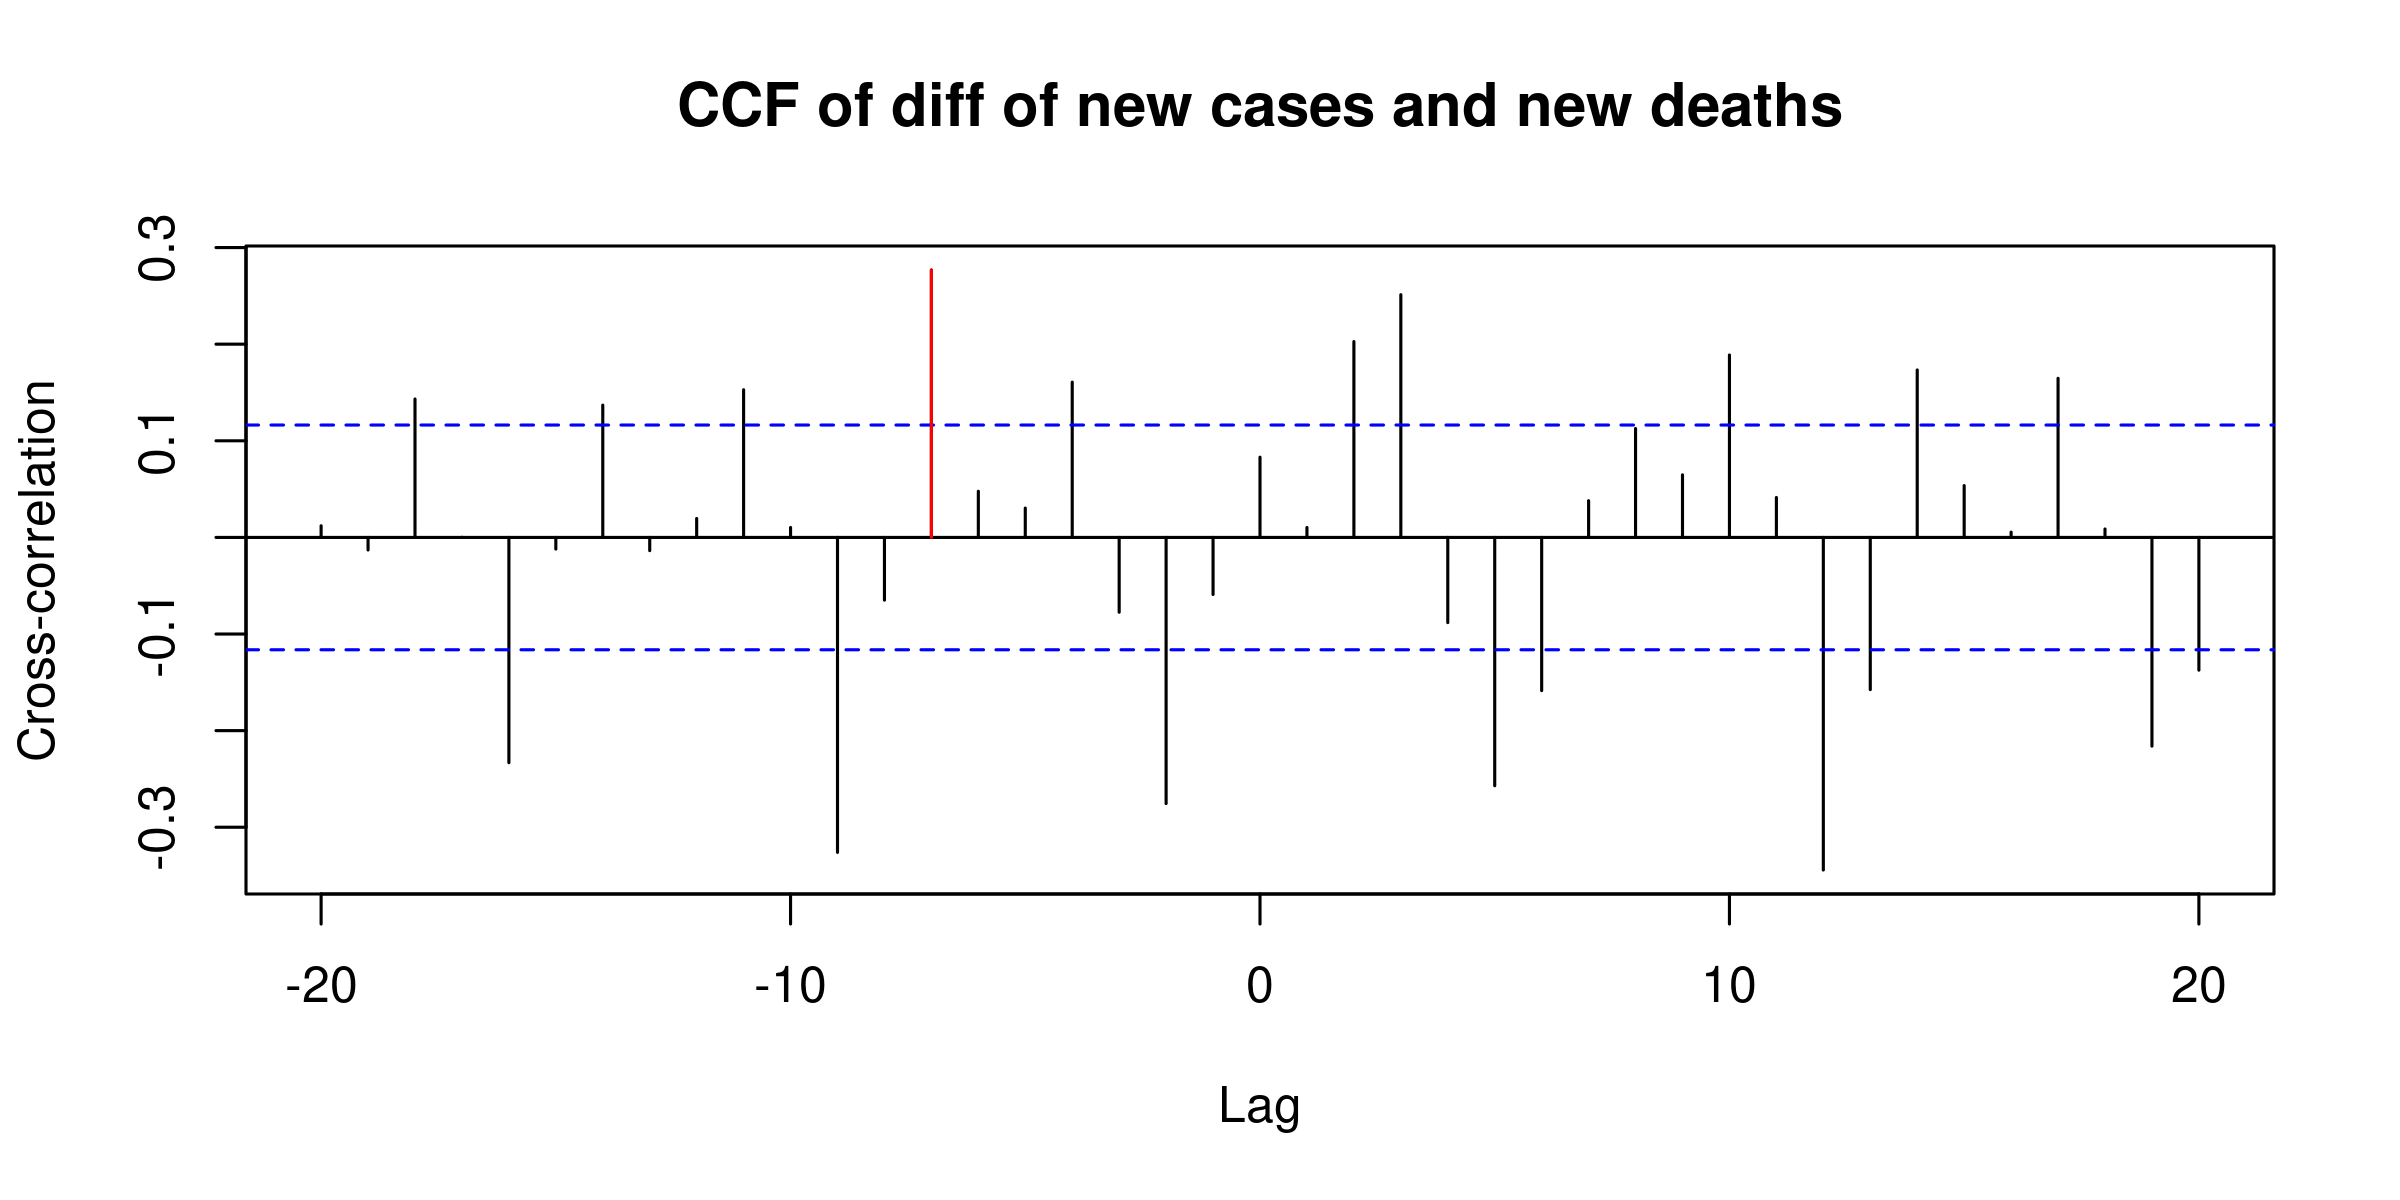 CCF of diff of new cases and new deaths
Cross-correlation
0.3
0.1
-0.1
-0.3
-20 -10 0 10 20
Lag